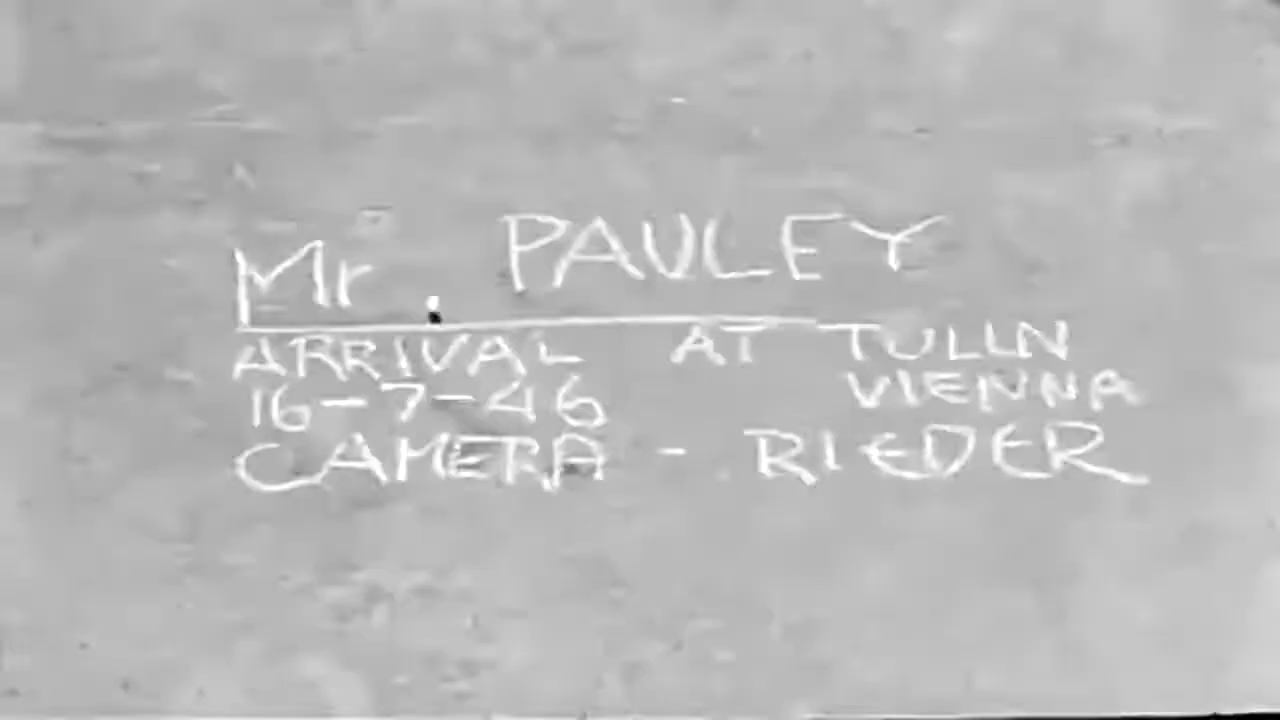 Mr. PAULEY
ARRIVAL AT TULLN
16-7-46 VIENNA
CAMERA - RIEDER